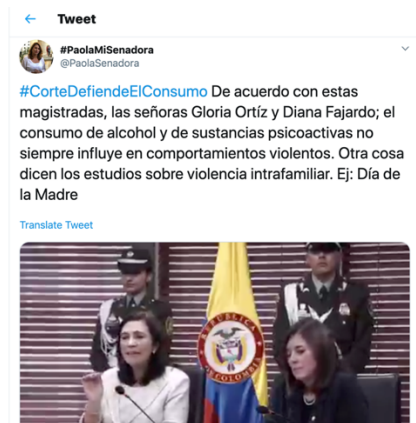 Tweet
#PaolaMiSenadora
@PaolaSenadora
#CorteDefiendeElConsumo De acuerdo con estas
magistradas, las señoras Gloria Ortíz y Diana Fajardo; el
consumo de alcohol y de sustancias psicoactivas no
siempre influye en comportamientos violentos. Otra cosa
dicen los estudios sobre violencia intrafamiliar. Ej: Día de
la Madre
Translate Tweet
REPUBLICA
DE COLOMBIA